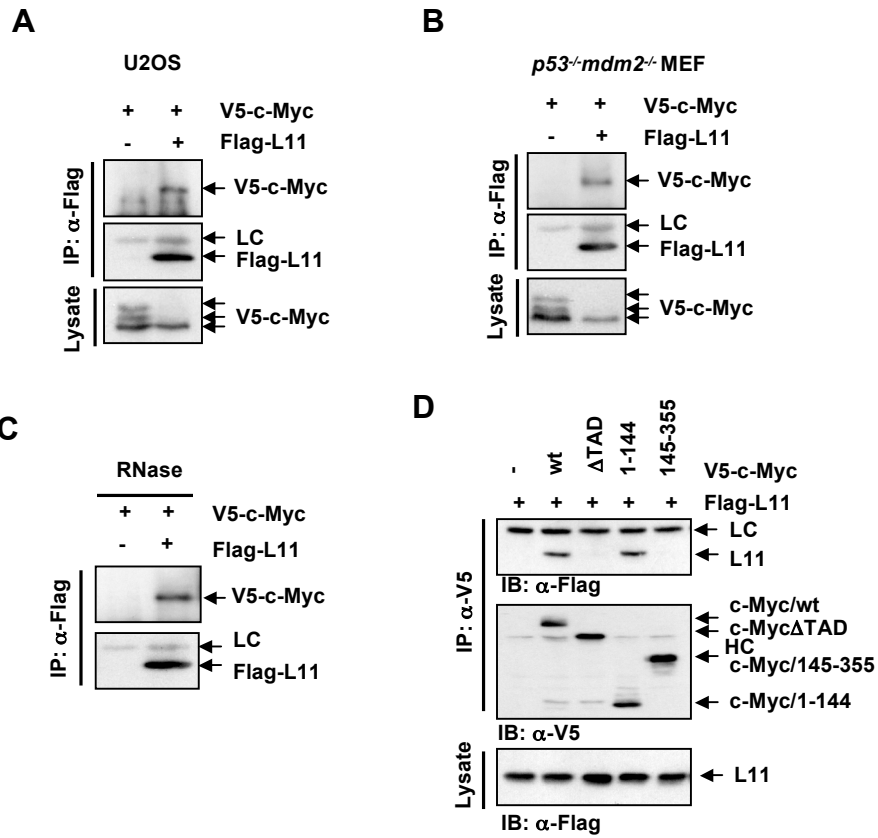 A
U2OS
+ + V5-c-Myc
- + Flag-L11
IP: α-Flag
V5-c-Myc
LC
Flag-L11
Lysate
V5-c-Myc
B
p53-/-mdm2-/- MEF
+ + V5-c-Myc
- + Flag-L11
IP: α-Flag
V5-c-Myc
LC
Flag-L11
Lysate
V5-c-Myc
C
RNase
+ + V5-c-Myc
- + Flag-L11
IP: α-Flag
V5-c-Myc
LC
Flag-L11
D
- wt ΔTAD 1-144 145-355 V5-c-Myc
+ + + + + Flag-L11
IP: α-V5
LC
L11
IB: α-Flag
c-Myc/wt
c-MycΔTAD
HC
c-Myc/145-355
c-Myc/1-144
IB: α-V5
Lysate
L11
IB: α-Flag